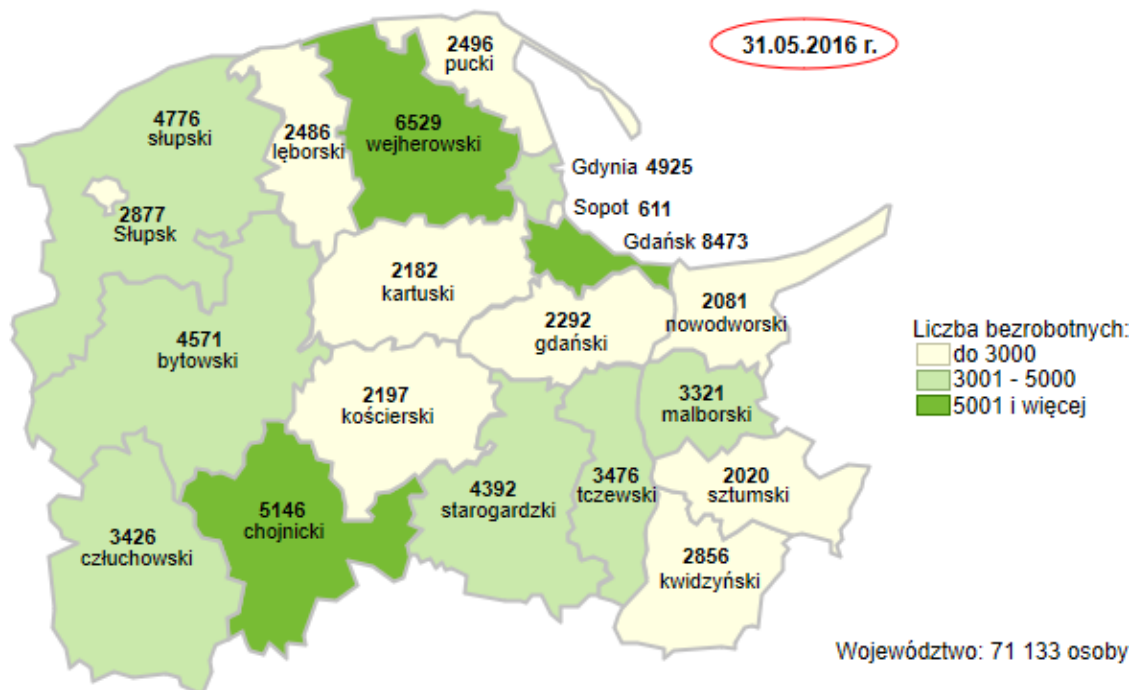 31.05.2016 r.
2496
pucki
4776
słupski
2486
lęborski
6529
wejherowski
Gdynia 4925
2877
Słupsk
Sopot 611
Gdańsk 8473
2182
kartuski
2081
nowodworski
2292
gdański
4571
bytowski
Liczba bezrobotnych:
do 3000
3001 - 5000
5001 i więcej
2197
kościerski
3321
malborski
3476
tczewski
2020
sztumski
4392
starogardzki
5146
chojnicki
3426
człuchowski
2856
kwidzyński
Województwo: 71 133 osoby